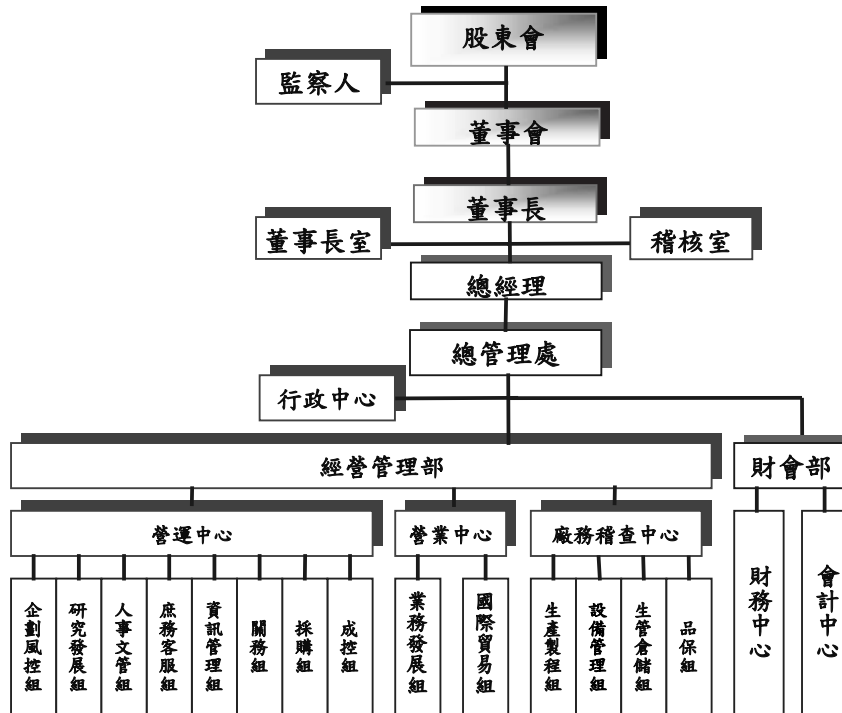 股東會
監察人
董事會
董事長
董事長室
稽核室
總經理
總管理處
行政中心
經營管理部
財會部
營運中心
營業中心
廠務稽查中心
企劃風控組
研究發展組
人事文管組
庶務客服組
資訊管理組
關務組
採購組
成控組
業務發展組
國際貿易組
生產製程組
設備管理組
生管倉儲組
品保組
財務中心
會計中心